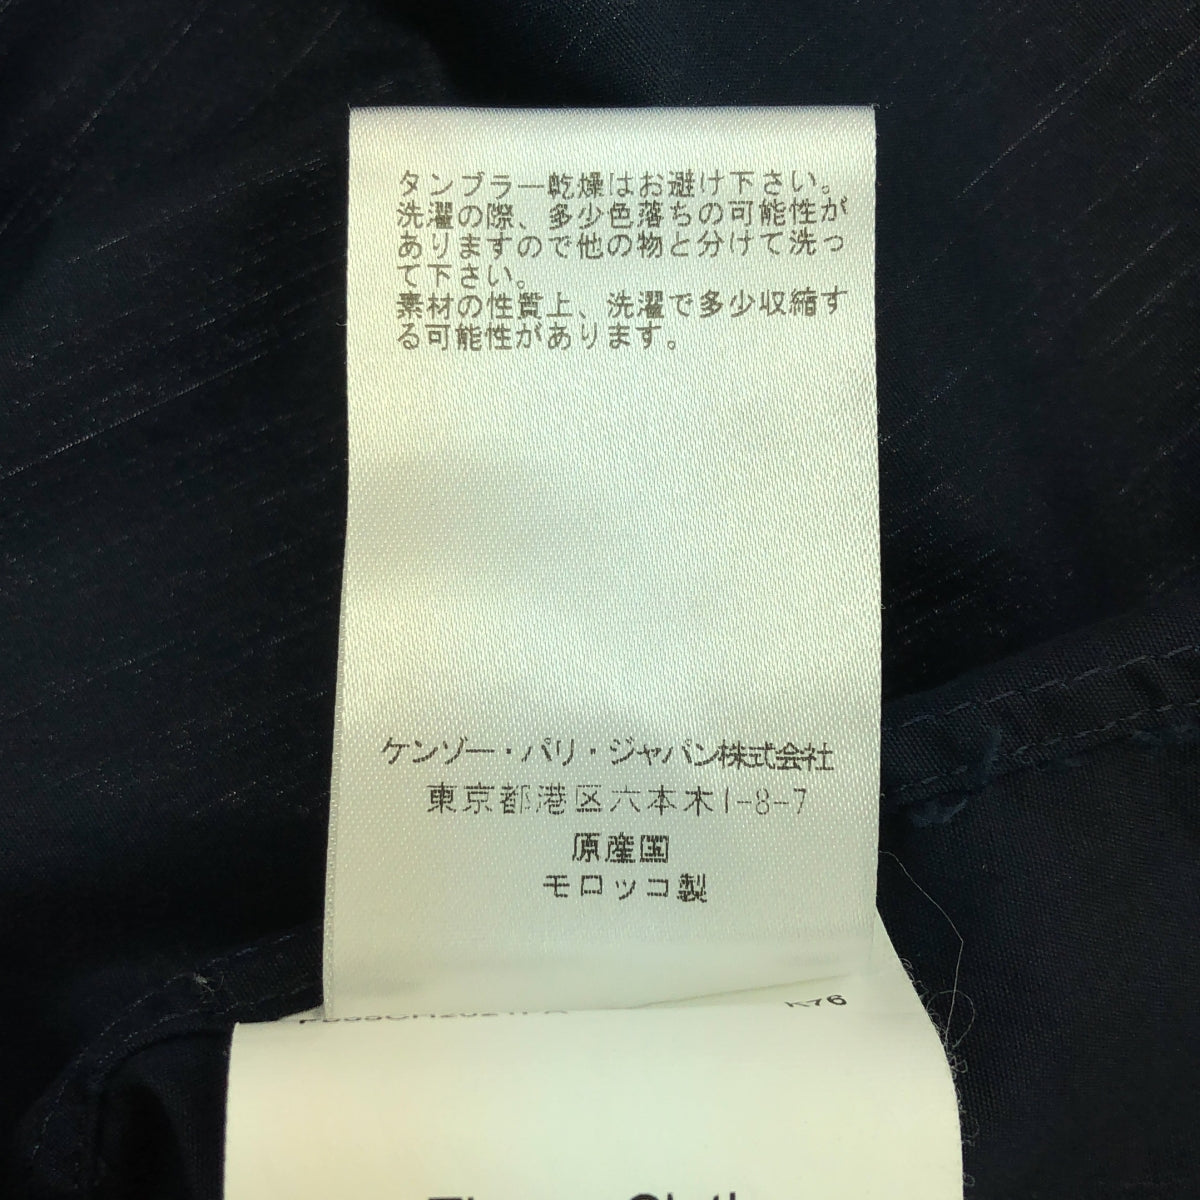 タンブラー乾燥はお避け下さい。
洗濯の際、多少色落ちの可能性が
ありますので他の物と分けて洗っ
て下さい。
素材の性質上、洗濯で多少収縮す
る可能性があります。
ケンゾー・パリ・ジャパン株式会社
東京都港区六本木1-8-7
原産国
モロッコ製
K76